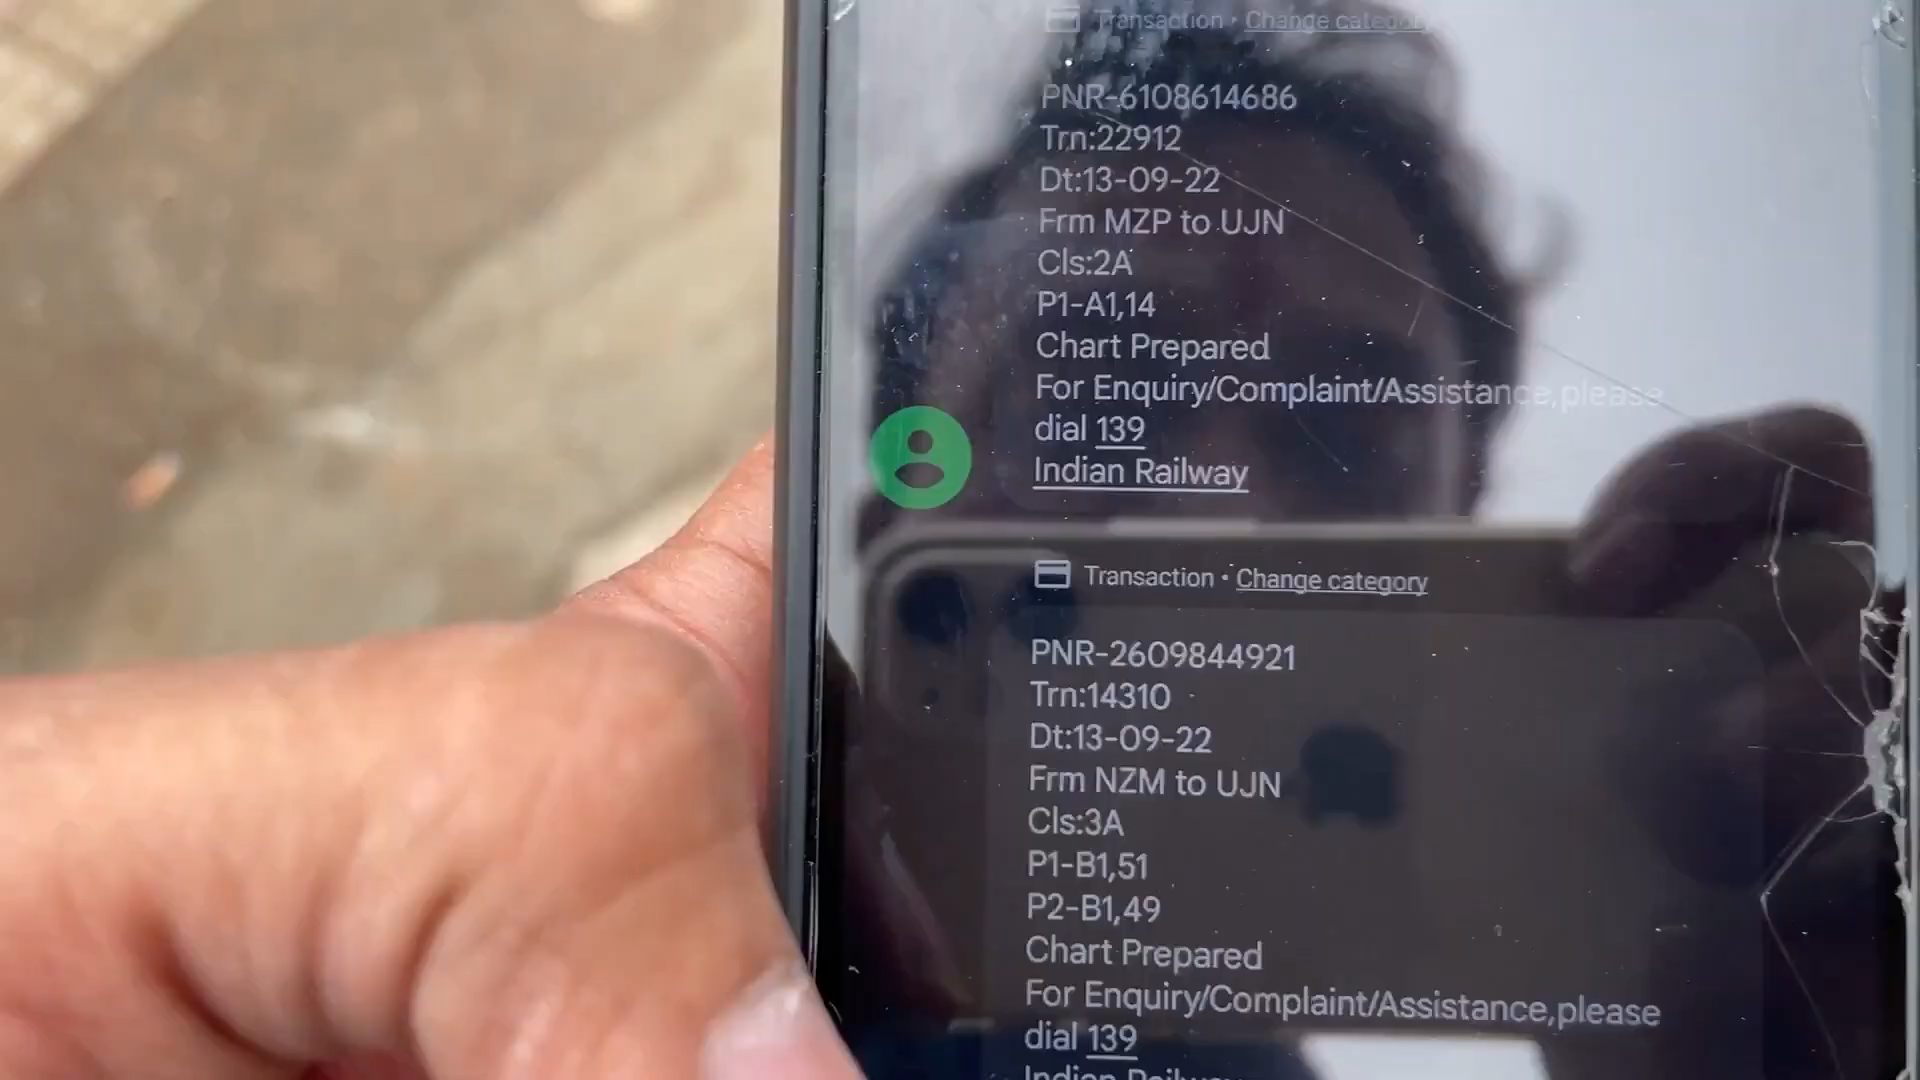 Transaction • Change category
PNR-6108614686
Trn:22912
Dt:13-09-22
Frm MZP to UJN
Cls:2A
P1-A1,14
Chart Prepared
For Enquiry/Complaint/Assistance,please
dial 139
Indian Railway
Transaction • Change category
PNR-2609844921
Trn:14310
Dt:13-09-22
Frm NZM to UJN
Cls:3A
P1-B1,51
P2-B1,49
Chart Prepared
For Enquiry/Complaint/Assistance,please
dial 139
Indian Railway